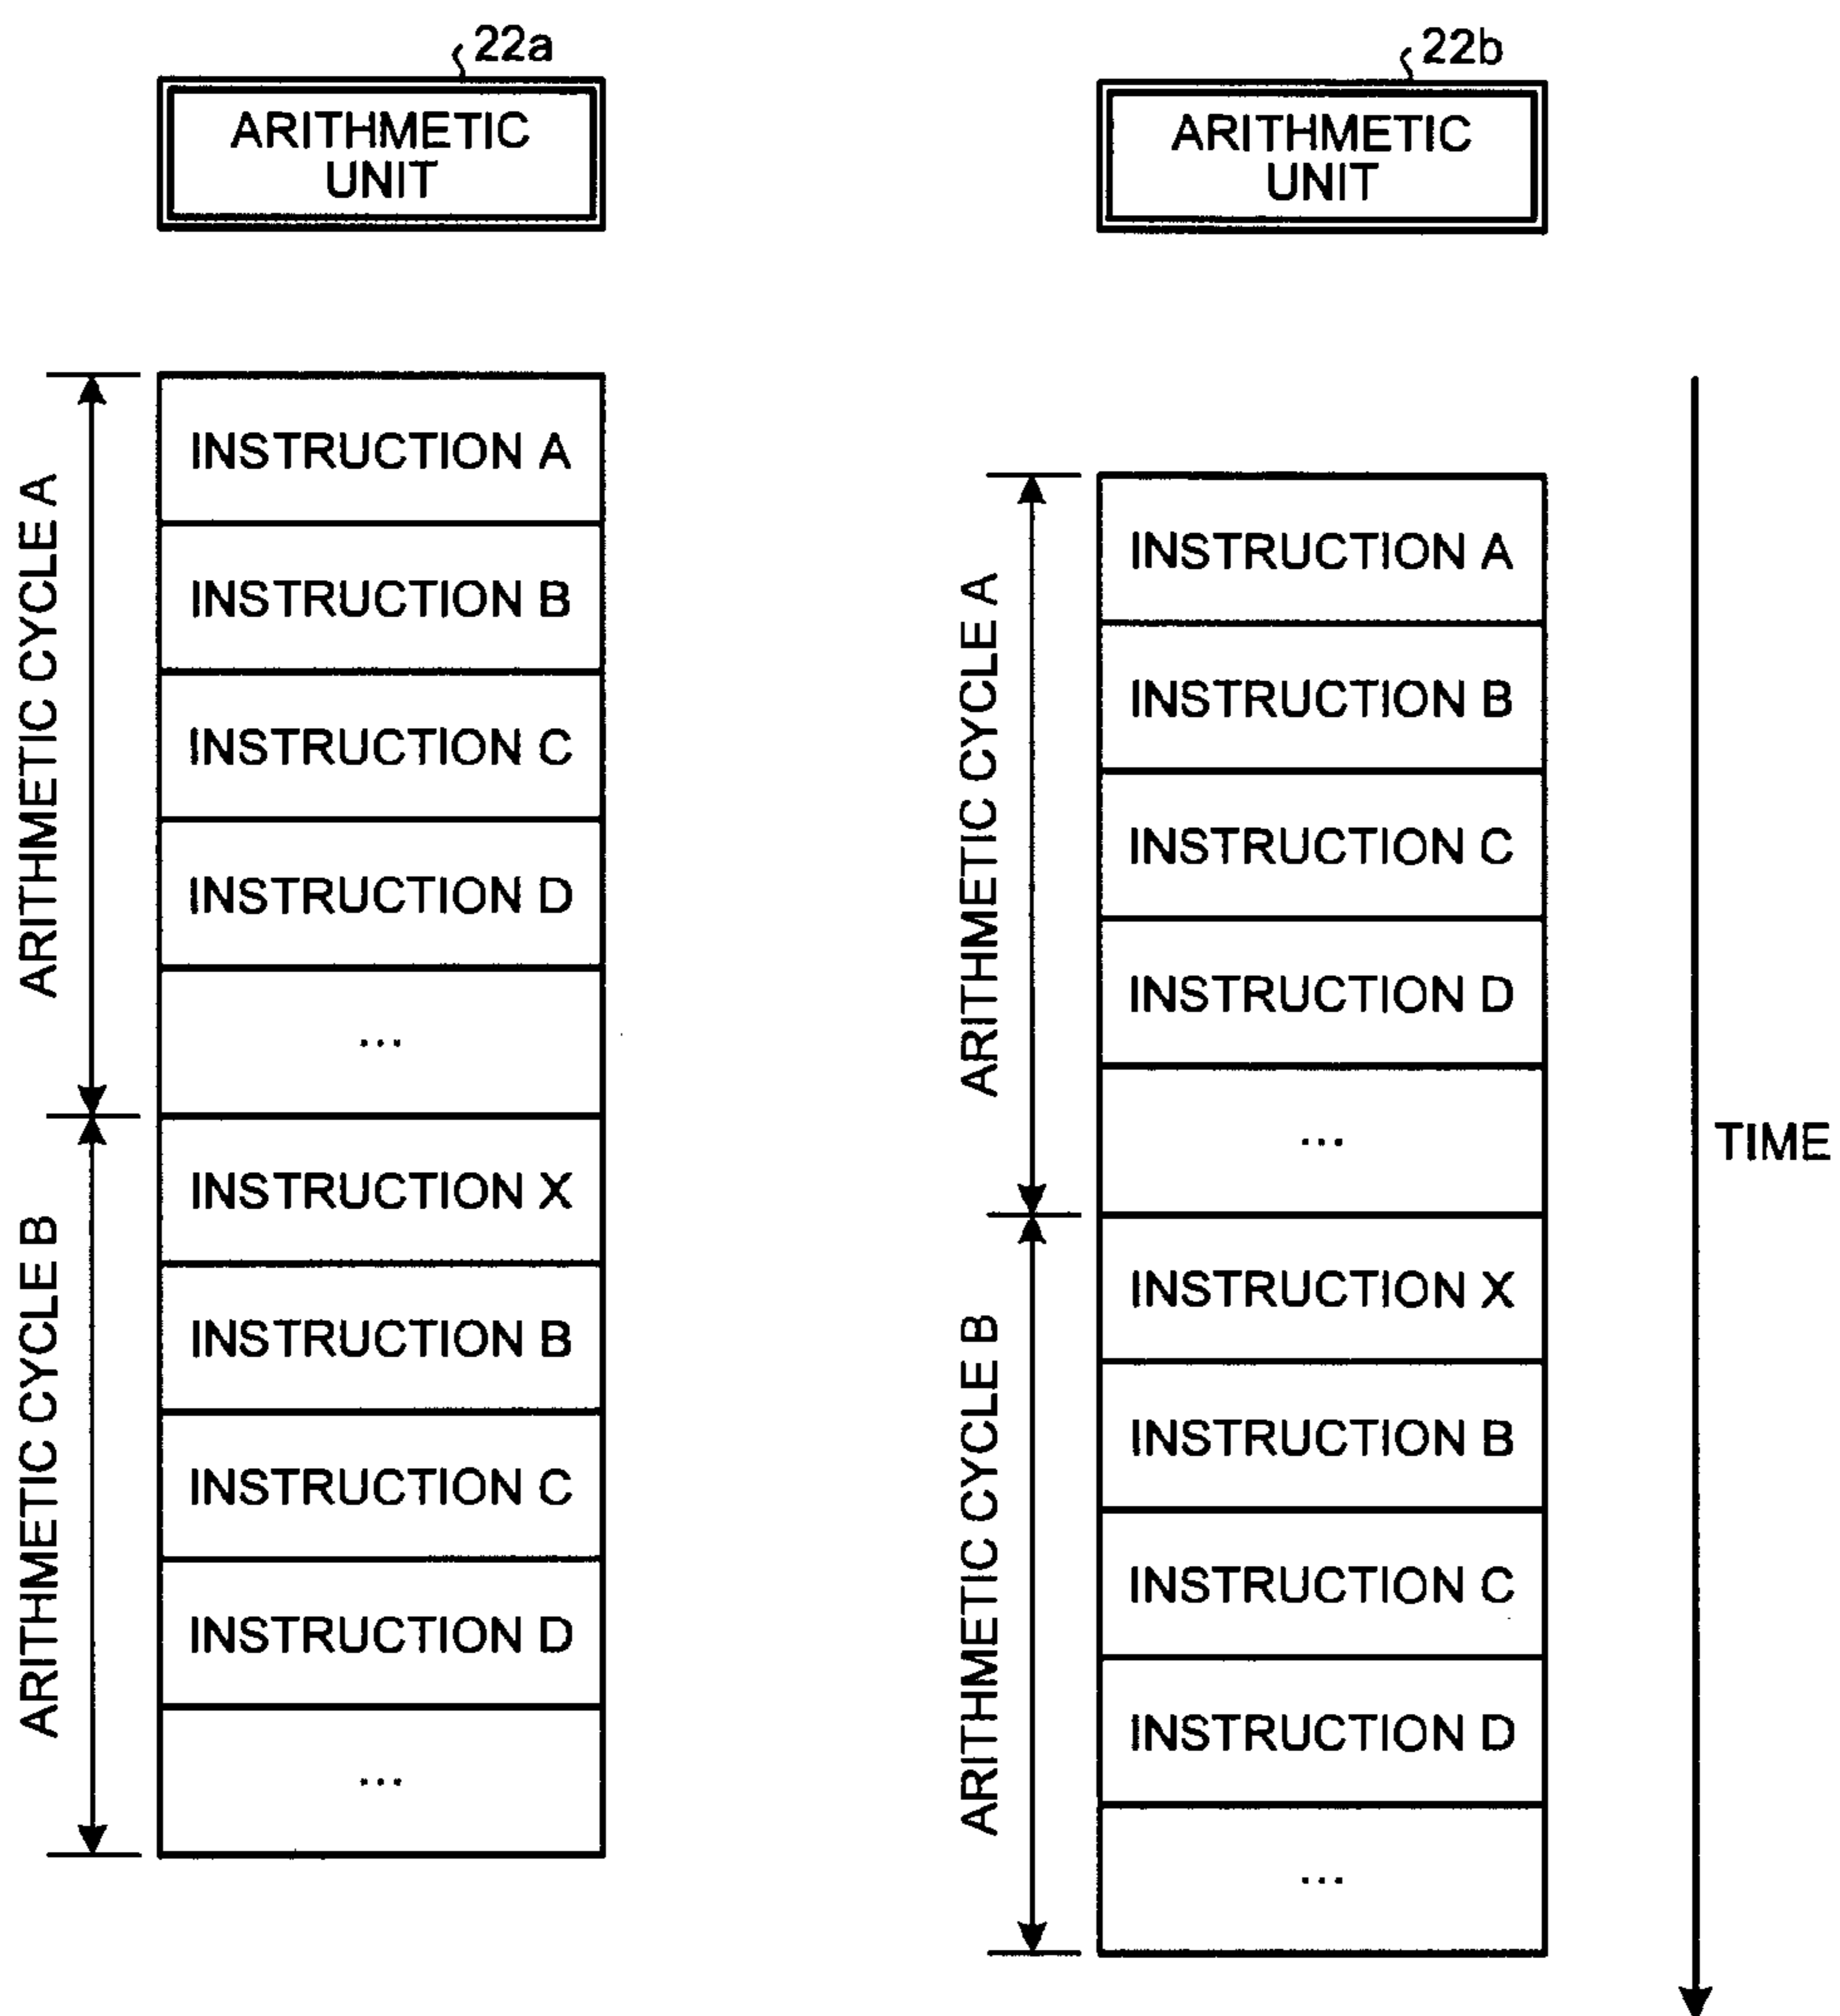 22a
ARITHMETIC
UNIT
ARITHMETIC CYCLE A
INSTRUCTION A
INSTRUCTION B
INSTRUCTION C
INSTRUCTION D
...
ARITHMETIC CYCLE B
INSTRUCTION X
INSTRUCTION B
INSTRUCTION C
INSTRUCTION D
...
22b
ARITHMETIC
UNIT
ARITHMETIC CYCLE A
INSTRUCTION A
INSTRUCTION B
INSTRUCTION C
INSTRUCTION D
...
ARITHMETIC CYCLE B
INSTRUCTION X
INSTRUCTION B
INSTRUCTION C
INSTRUCTION D
...
TIME